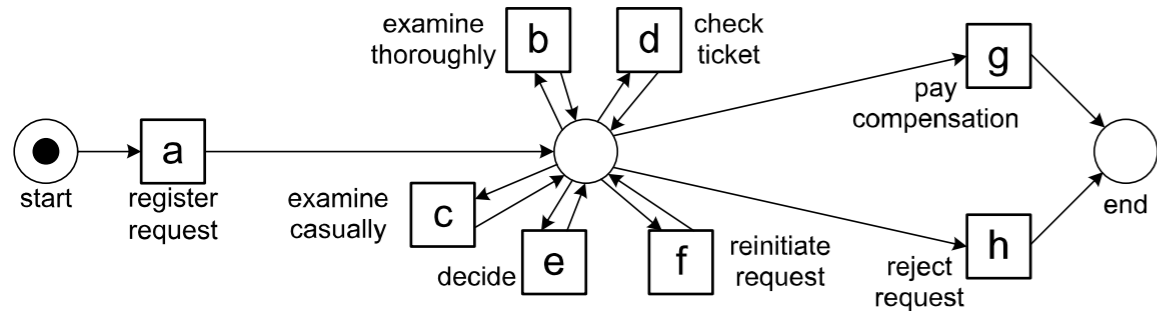 examine
thoroughly
b
d
check
ticket
g
pay
compensation
start
a
register
request
examine
casually
c
decide
e
f
reinitiate
request
reject
request
h
end